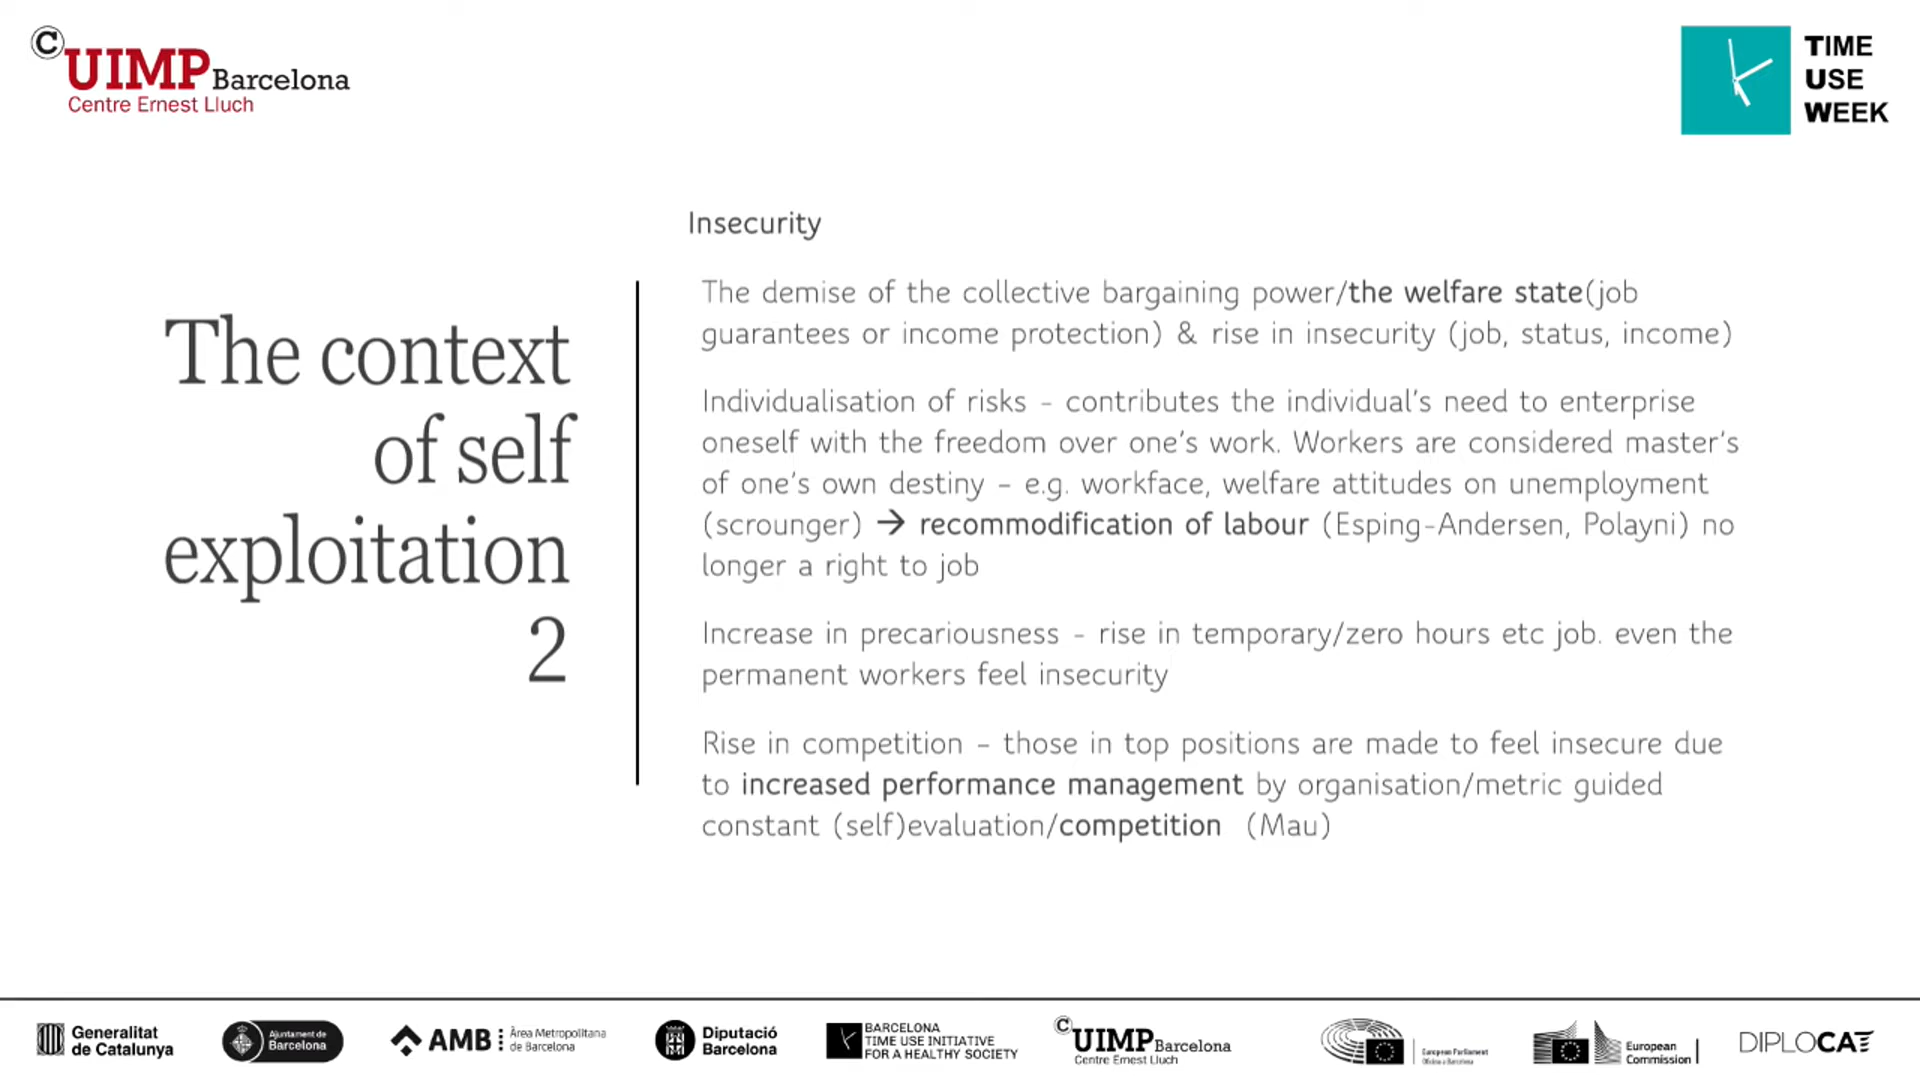 ©
UIMP Barcelona
Centre Ernest Lluch
TIME
USE
WEEK
The context
of self
exploitation
2
Insecurity
The demise of the collective bargaining power/the welfare state(job
guarantees or income protection) & rise in insecurity (job, status, income)
Individualisation of risks – contributes the individual's need to enterprise
oneself with the freedom over one's work. Workers are considered master's
of one's own destiny – e.g. workface, welfare attitudes on unemployment
(scrounger) → recommodification of labour (Esping-Andersen, Polayni) no
longer a right to job
Increase in precariousness – rise in temporary/zero hours etc job. even the
permanent workers feel insecurity
Rise in competition – those in top positions are made to feel insecure due
to increased performance management by organisation/metric guided
constant (self)evaluation/competition (Mau)
Generalitat
de Catalunya
Ajuntament de
Barcelona
AMB
Àrea Metropolitana
de Barcelona
Diputació
Barcelona
BARCELONA
TIME USE INITIATIVE
FOR A HEALTHY SOCIETY
©
UIMP Barcelona
Centre Ernest Lluch
European Parliament
Oficina a Barcelona
European
Commission
DIPLOCAT